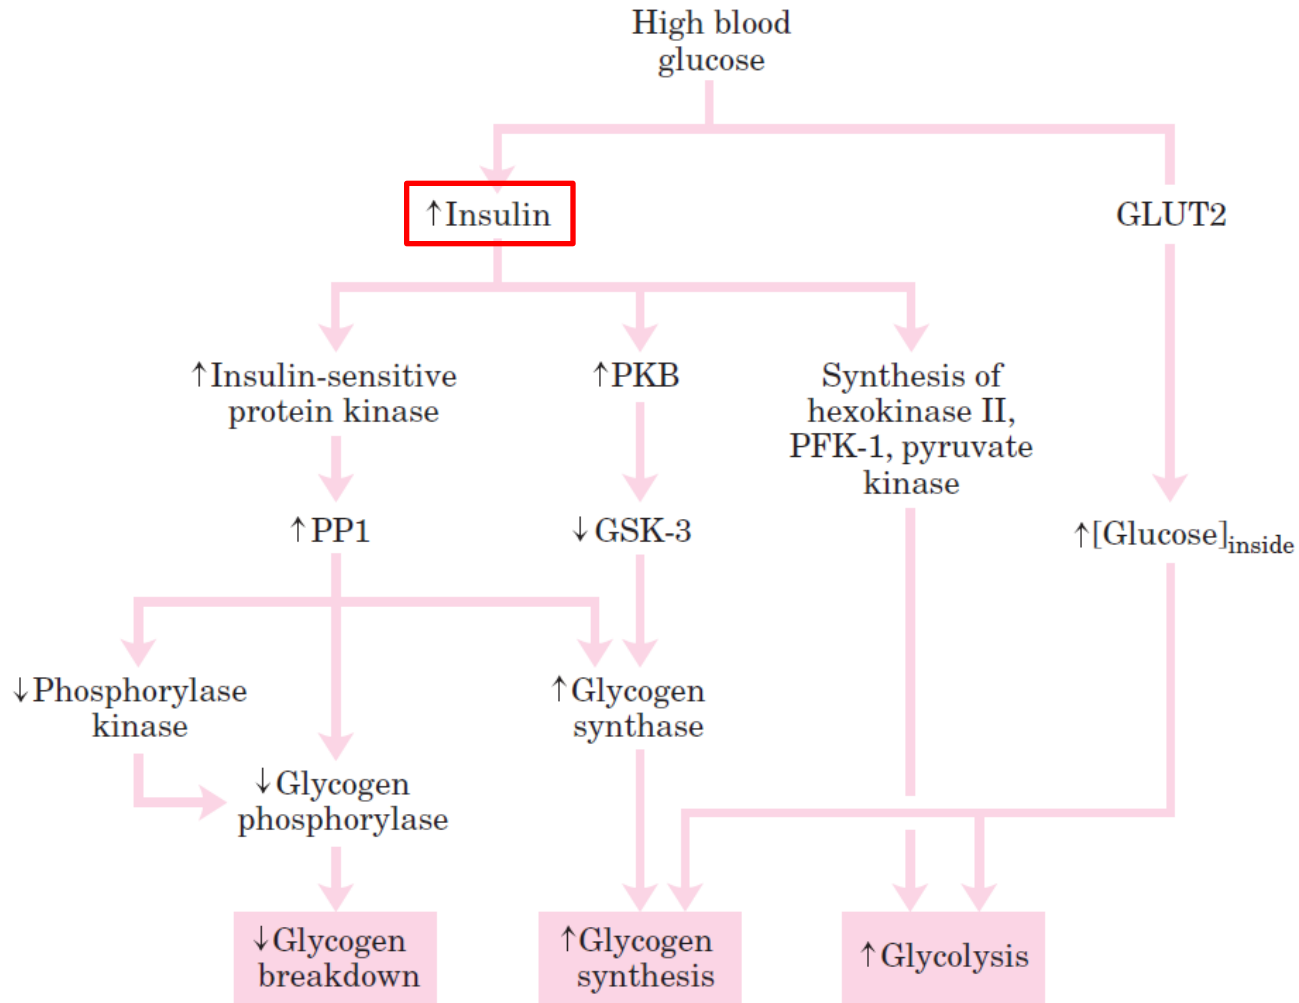 High blood
glucose
↑Insulin
GLUT2
↑Insulin-sensitive
protein kinase
↑PKB
Synthesis of
hexokinase II,
PFK-1, pyruvate
kinase
↑PP1
↓GSK-3
↑[Glucose]inside
↓Phosphorylase
kinase
↑Glycogen
synthase
↓Glycogen
phosphorylase
↓Glycogen
breakdown
↑Glycogen
synthesis
↑Glycolysis